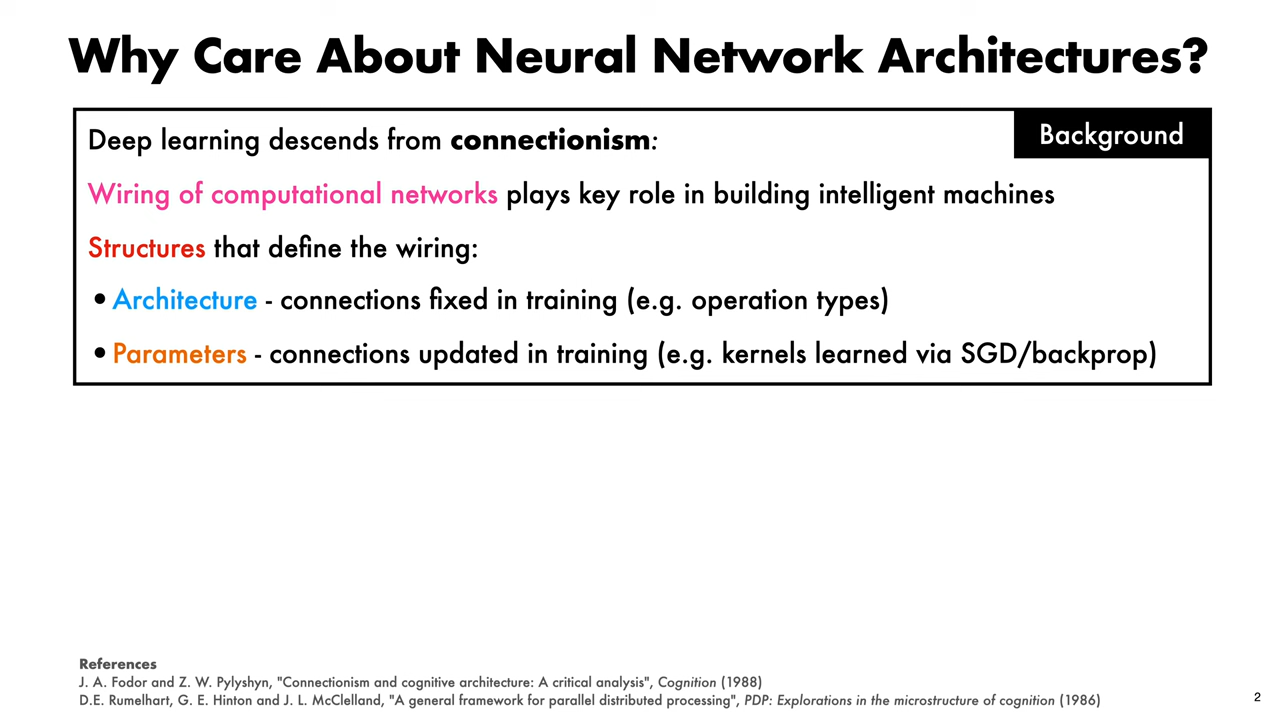 Why Care About Neural Network Architectures?
Background
Deep learning descends from connectionism:
Wiring of computational networks plays key role in building intelligent machines
Structures that define the wiring:
• Architecture - connections fixed in training (e.g. operation types)
• Parameters - connections updated in training (e.g. kernels learned via SGD/backprop)
References
J. A. Fodor and Z. W. Pylyshyn, "Connectionism and cognitive architecture: A critical analysis", Cognition (1988)
D.E. Rumelhart, G. E. Hinton and J. L. McClelland, "A general framework for parallel distributed processing", PDP: Explorations in the microstructure of cognition (1986)
2